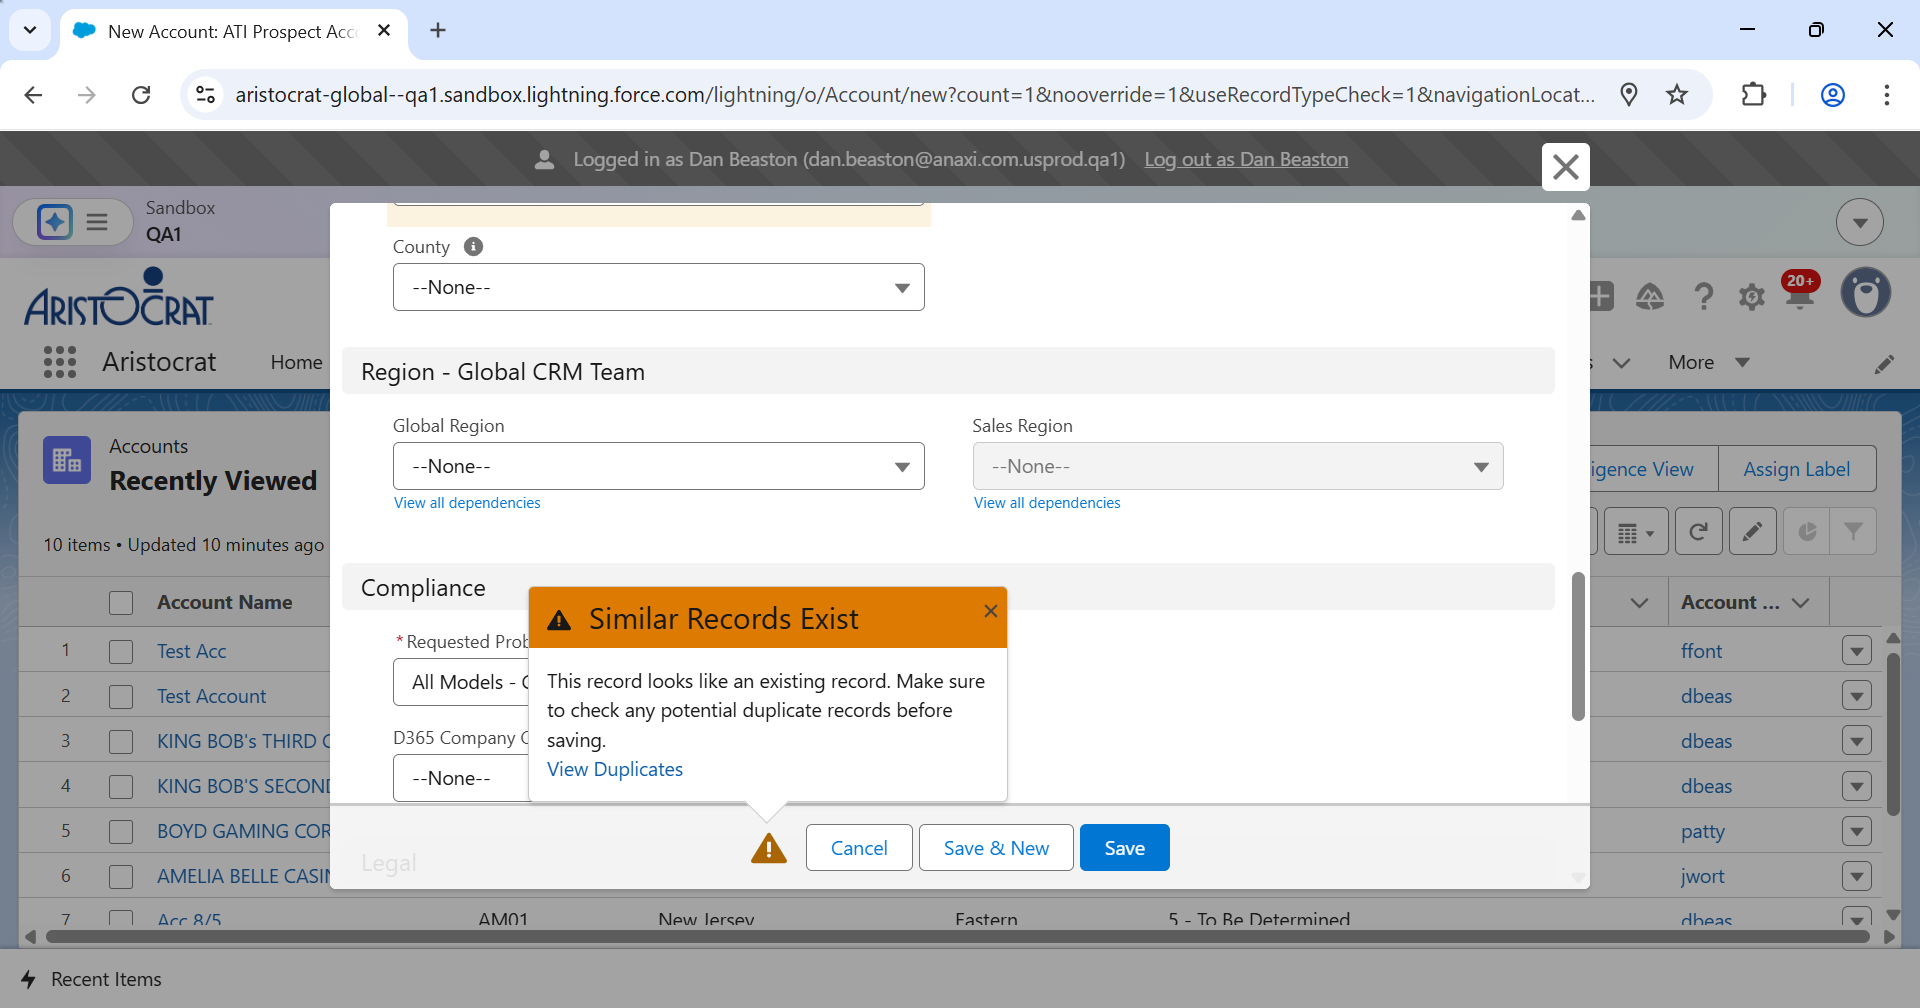 New Account: ATI Prospect Acc
aristocrat-global--qa1.sandbox.lightning.force.com/lightning/o/Account/new?count=1&nooverride=1&useRecordTypeCheck=1&navigationLocat...
Logged in as Dan Beaston (dan.beaston@anaxi.com.usprod.qa1) Log out as Dan Beaston
Sandbox
QA1
ARISTOCRAT
20+
Aristocrat Home
s More
Accounts
Recently Viewed
10 items • Updated 10 minutes ago
igence View Assign Label
Account Name
Account ...
1 Test Acc ffont
2 Test Account dbeas
3 KING BOB's THIRD dbeas
4 KING BOB'S SECOND dbeas
5 BOYD GAMING COR patty
6 AMELIA BELLE CASIN jwort
7 Acc 8/5 AM01 New Jersey Eastern 5 - To Be Determined dbeas
County
--None--
Region - Global CRM Team
Global Region
--None--
View all dependencies
Sales Region
--None--
View all dependencies
Compliance
*Requested Prob
All Models -
D365 Company
--None--
Similar Records Exist
This record looks like an existing record. Make sure
to check any potential duplicate records before
saving.
View Duplicates
Legal
Cancel
Save & New
Save
Recent Items